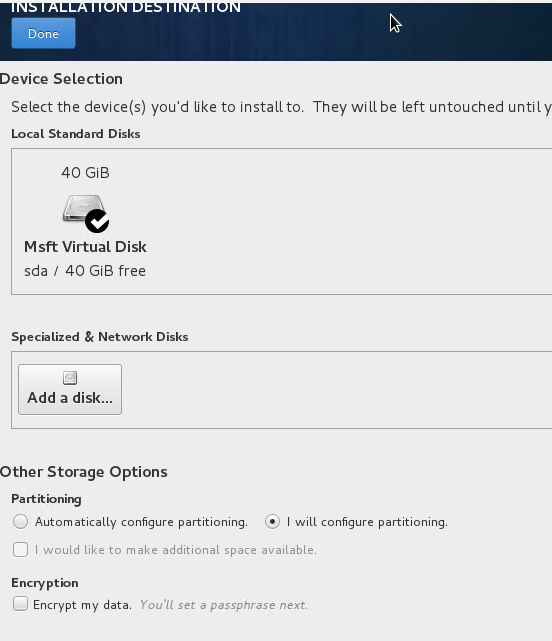 INSTALLATION DESTINATION
Done
Device Selection
Select the device(s) you'd like to install to.  They will be left untouched until y
Local Standard Disks
40 GiB
Msft Virtual Disk
sda / 40 GiB free
Specialized & Network Disks
Add a disk...
Other Storage Options
Partitioning
Automatically configure partitioning. I will configure partitioning.
I would like to make additional space available.
Encryption
Encrypt my data. You'll set a passphrase next.